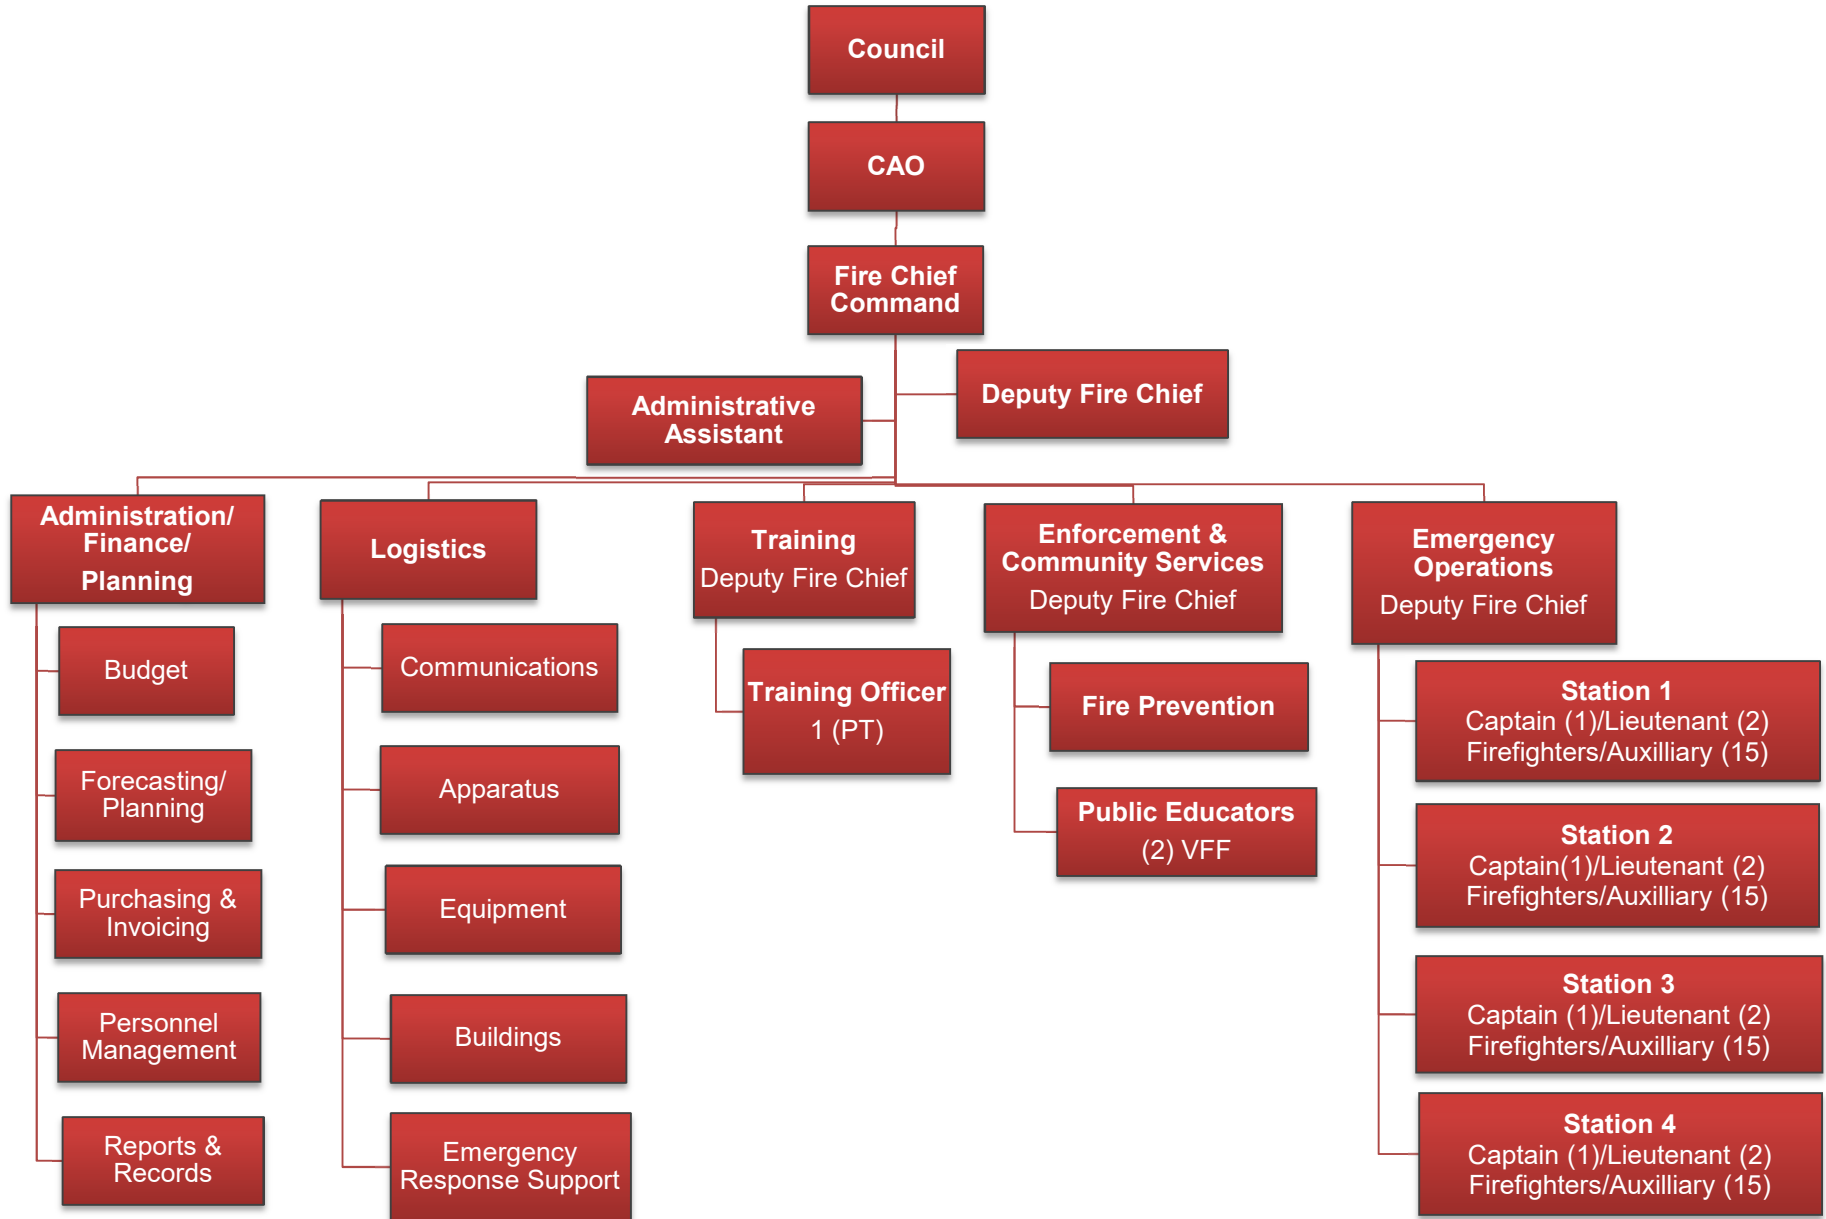 Council
CAO
Fire Chief
Command
Administrative
Assistant
Deputy Fire Chief
Administration/
Finance/
Planning
Budget
Forecasting/
Planning
Purchasing &
Invoicing
Personnel
Management
Reports &
Records
Logistics
Communications
Apparatus
Equipment
Buildings
Emergency
Response Support
Training
Deputy Fire Chief
Training Officer
1 (PT)
Enforcement &
Community Services
Deputy Fire Chief
Fire Prevention
Public Educators
(2) VFF
Emergency
Operations
Deputy Fire Chief
Station 1
Captain (1)/Lieutenant (2)
Firefighters/Auxilliary (15)
Station 2
Captain(1)/Lieutenant (2)
Firefighters/Auxilliary (15)
Station 3
Captain (1)/Lieutenant (2)
Firefighters/Auxilliary (15)
Station 4
Captain (1)/Lieutenant (2)
Firefighters/Auxilliary (15)